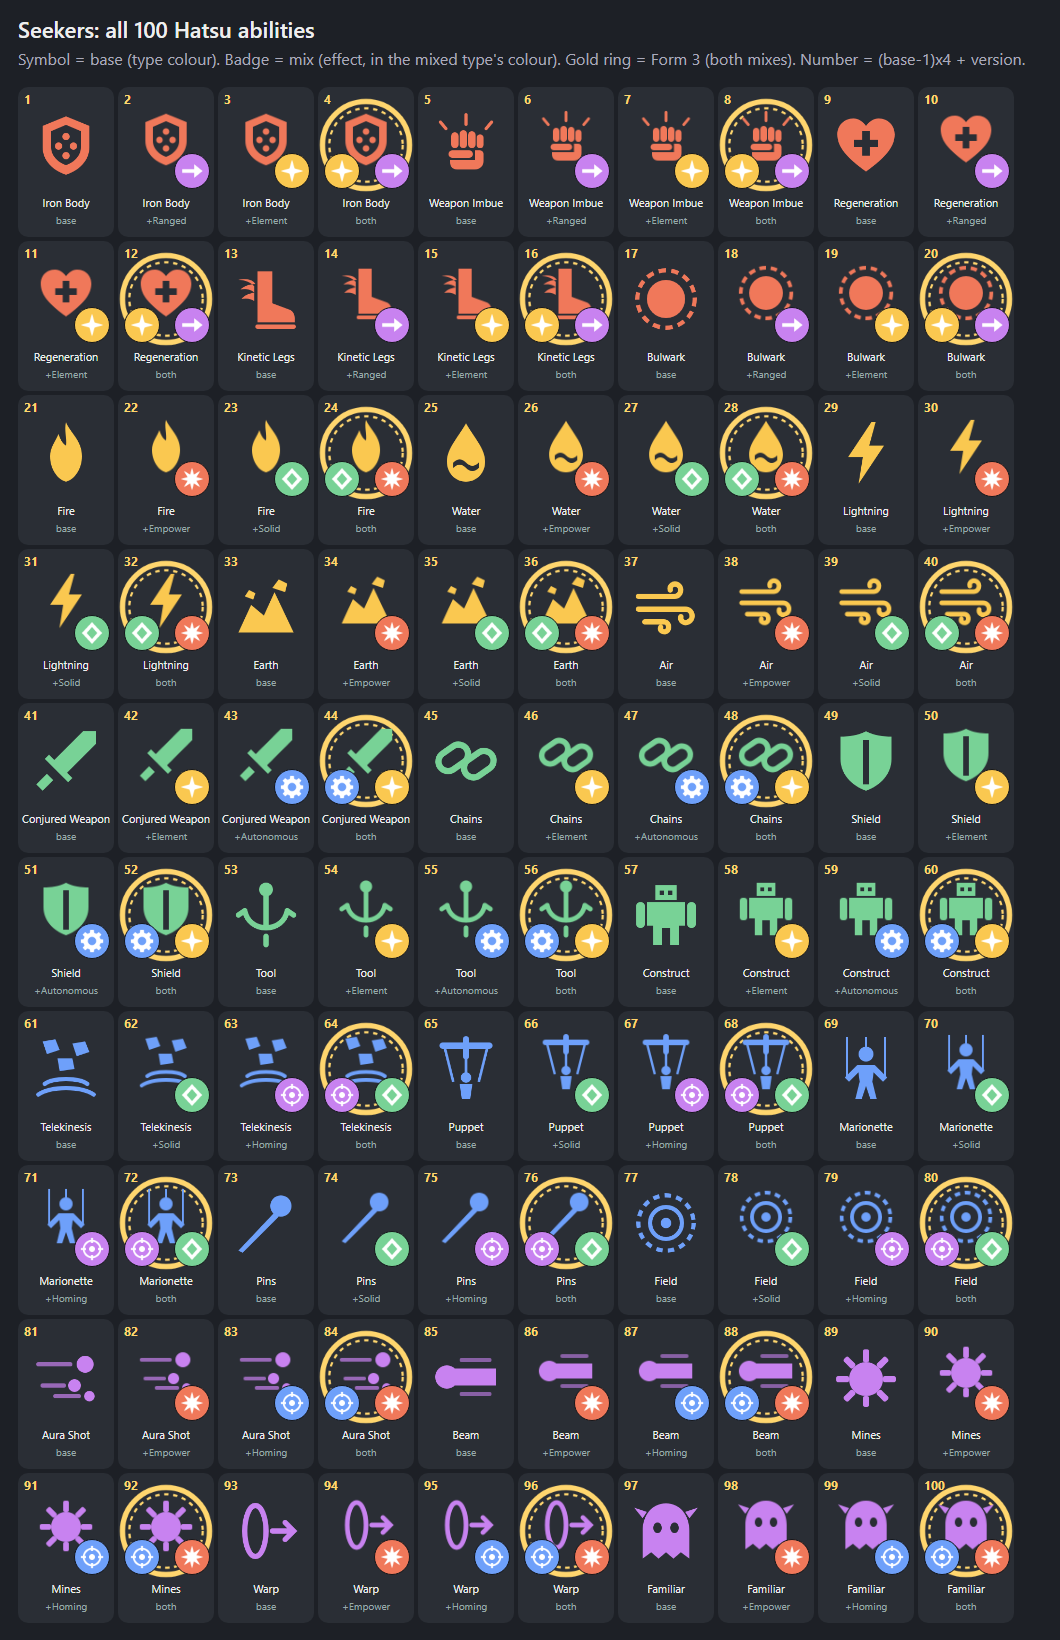 Seekers: all 100 Hatsu abilities
Symbol = base (type colour). Badge = mix (effect, in the mixed type's colour). Gold ring = Form 3 (both mixes). Number = (base-1)x4 + version.
1 2 3 4 5 6 7 8 9 10
Iron Body Iron Body Iron Body Iron Body Weapon Imbue Weapon Imbue Weapon Imbue Weapon Imbue Regeneration Regeneration
base +Ranged +Element both base +Ranged +Element both base +Ranged
11 12 13 14 15 16 17 18 19 20
Regeneration Regeneration Kinetic Legs Kinetic Legs Kinetic Legs Kinetic Legs Bulwark Bulwark Bulwark Bulwark
+Element both base +Ranged +Element both base +Ranged +Element both
21 22 23 24 25 26 27 28 29 30
Fire Fire Fire Fire Water Water Water Water Lightning Lightning
base +Empower +Solid both base +Empower +Solid both base +Empower
31 32 33 34 35 36 37 38 39 40
Lightning Lightning Earth Earth Earth Earth Air Air Air Air
+Solid both base +Empower +Solid both base +Empower +Solid both
41 42 43 44 45 46 47 48 49 50
Conjured Weapon Conjured Weapon Conjured Weapon Conjured Weapon Chains Chains Chains Chains Shield Shield
base +Element +Autonomous both base +Element +Autonomous both base +Element
51 52 53 54 55 56 57 58 59 60
Shield Shield Tool Tool Tool Tool Construct Construct Construct Construct
+Autonomous both base +Element +Autonomous both base +Element +Autonomous both
61 62 63 64 65 66 67 68 69 70
Telekinesis Telekinesis Telekinesis Telekinesis Puppet Puppet Puppet Puppet Marionette Marionette
base +Solid +Homing both base +Solid +Homing both base +Solid
71 72 73 74 75 76 77 78 79 80
Marionette Marionette Pins Pins Pins Pins Field Field Field Field
+Homing both base +Solid +Homing both base +Solid +Homing both
81 82 83 84 85 86 87 88 89 90
Aura Shot Aura Shot Aura Shot Aura Shot Beam Beam Beam Beam Mines Mines
base +Empower +Homing both base +Empower +Homing both base +Empower
91 92 93 94 95 96 97 98 99 100
Mines Mines Warp Warp Warp Warp Familiar Familiar Familiar Familiar
+Homing both base +Empower +Homing both base +Empower +Homing both